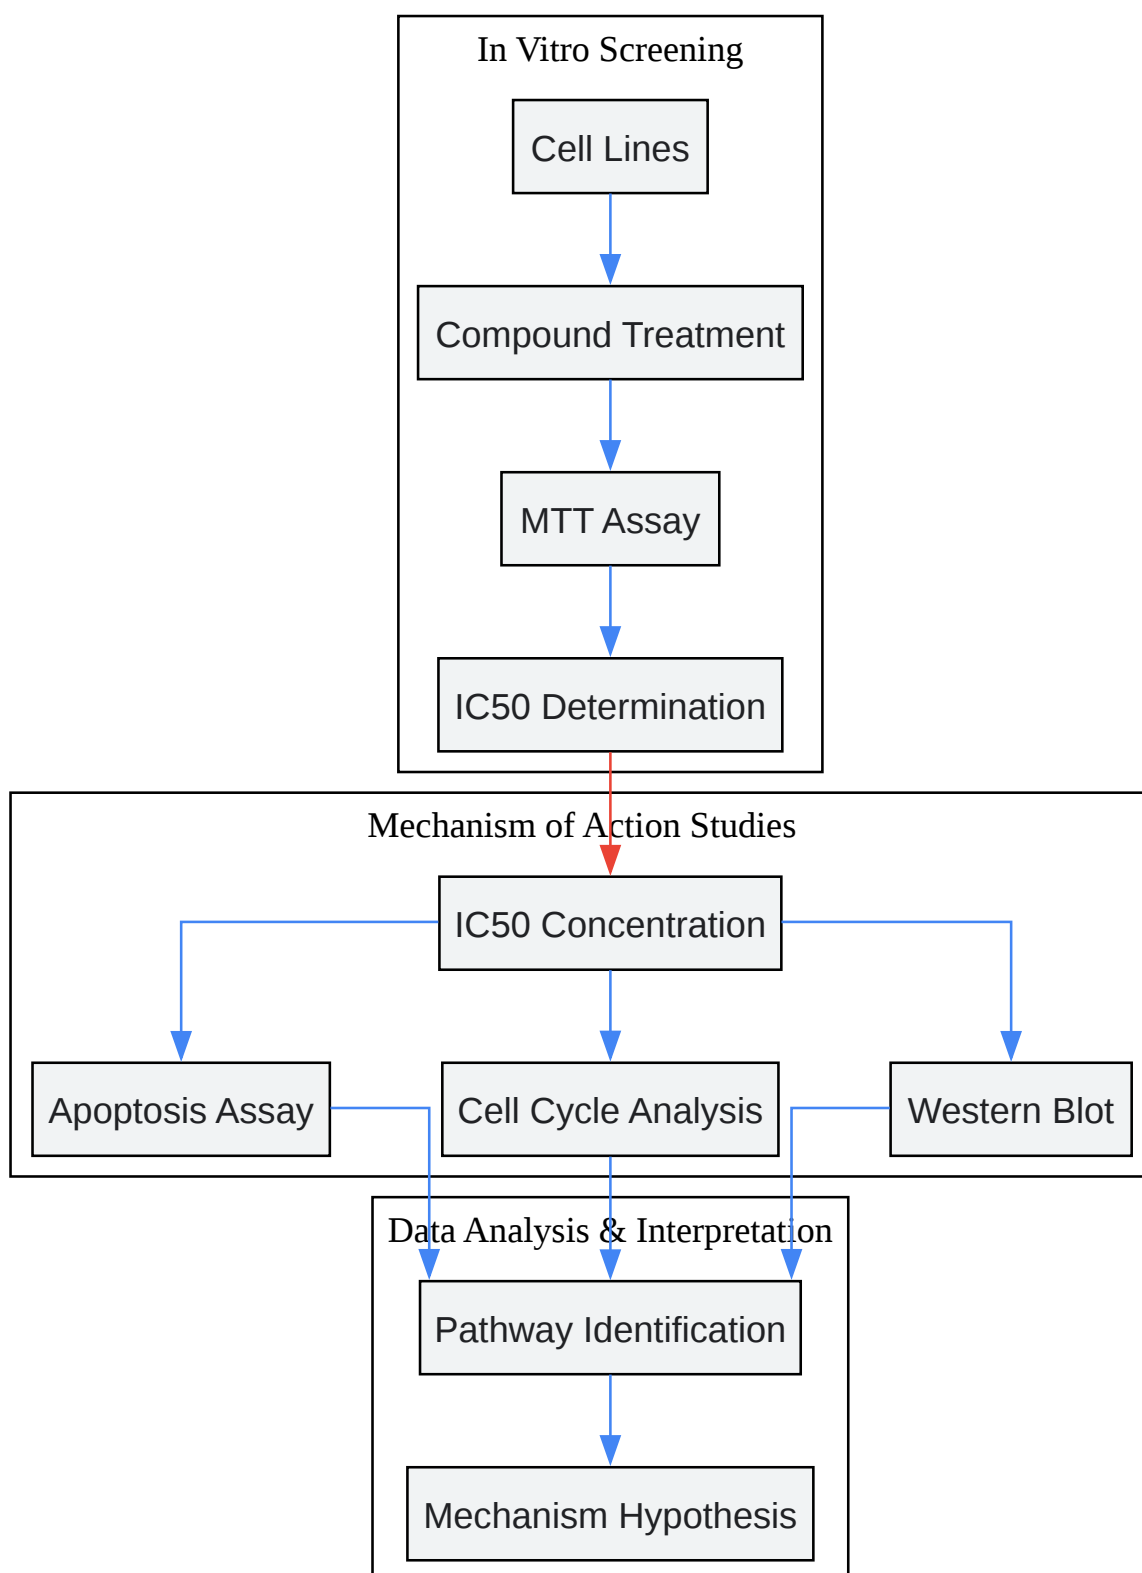 In Vitro Screening
Cell Lines
Compound Treatment
MTT Assay
IC50 Determination
Mechanism of Action Studies
IC50 Concentration
Apoptosis Assay
Cell Cycle Analysis
Western Blot
Data Analysis & Interpretation
Pathway Identification
Mechanism Hypothesis